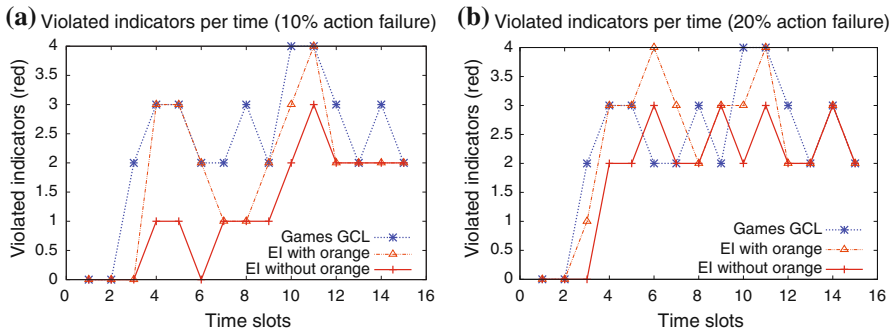 (a) Violated indicators per time (10% action failure)
Violated indicators (red)
4
3.5
3
2.5
2
1.5
1
0.5
0
Games GCL
EI with orange
EI without orange
0 2 4 6 8 10 12 14 16
Time slots
(b) Violated indicators per time (20% action failure)
Violated indicators (red)
4
3.5
3
2.5
2
1.5
1
0.5
0
Games GCL
EI with orange
EI without orange
0 2 4 6 8 10 12 14 16
Time slots